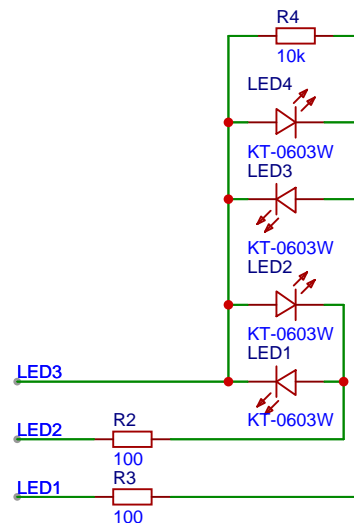 R4
10k
LED4
KT-0603W
LED3
KT-0603W
LED2
KT-0603W
LED1
KT-0603W
LED3
LED2
R2
100
LED1
R3
100